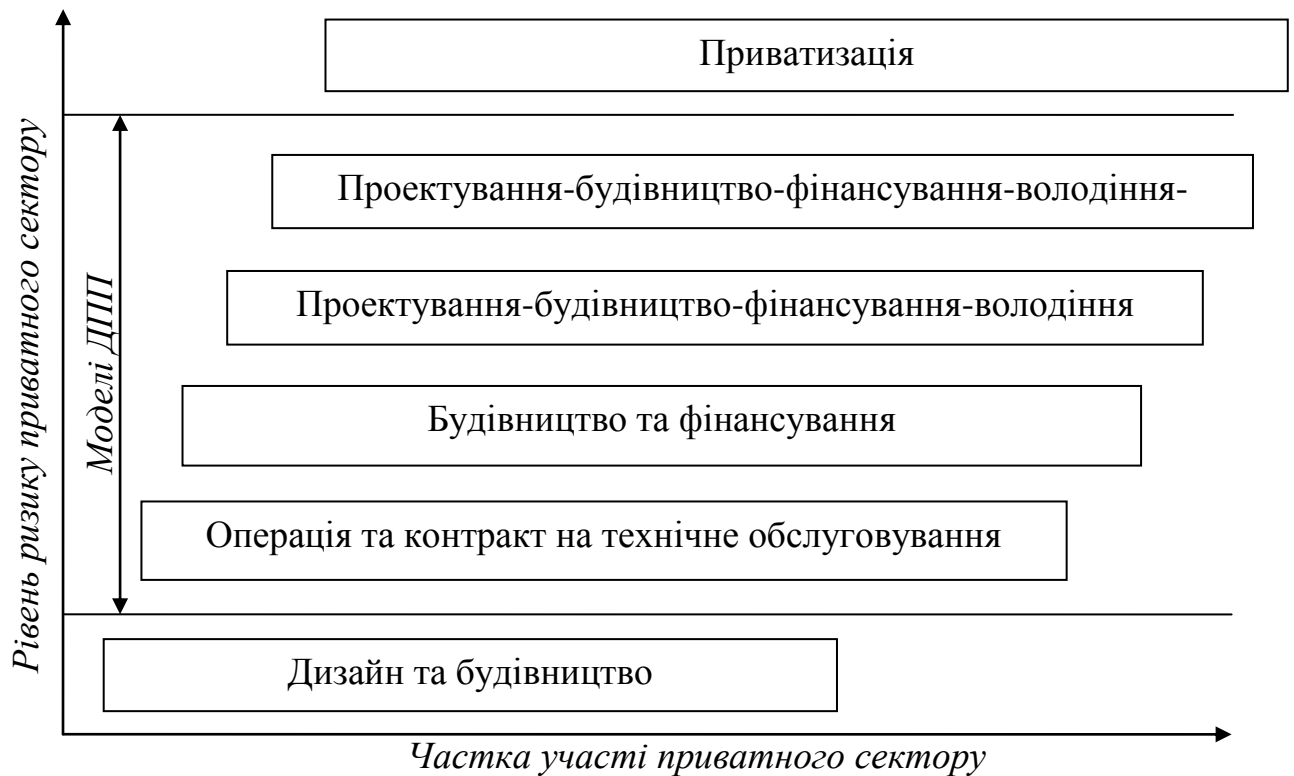 Рівень ризику приватного сектору
Приватизація
Моделі ДПП
Проектування-будівництво-фінансування-володіння-
Проектування-будівництво-фінансування-володіння
Будівництво та фінансування
Операція та контракт на технічне обслуговування
Дизайн та будівництво
Частка участі приватного сектору